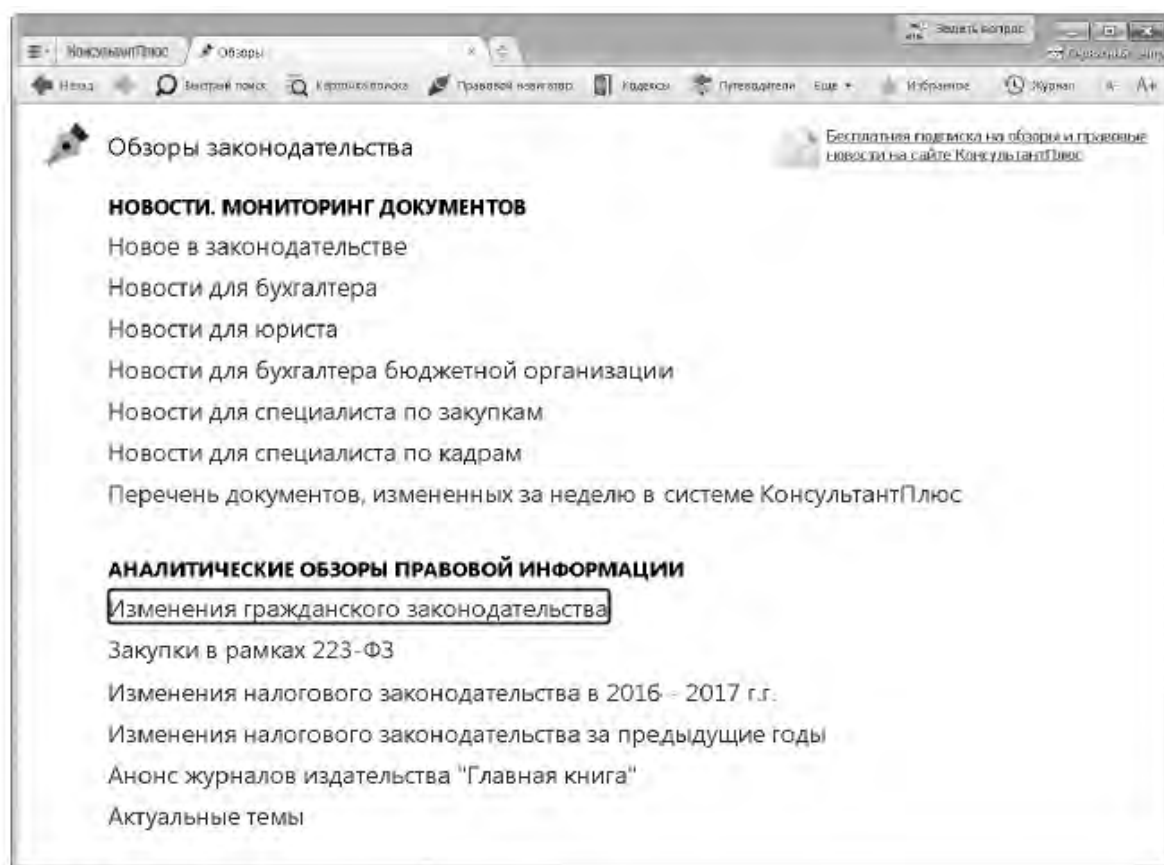 Задать вопрос
КонсультантПлюс Обзоры
Назад Быстрый поиск Карточка поиска Правовой навигатор Кодексы Путеводители Еще Избранное Журнал А- А+
Обзоры законодательства
Бесплатная подписка на обзоры и правовые
новости на сайте КонсультантПлюс
НОВОСТИ. МОНИТОРИНГ ДОКУМЕНТОВ
Новое в законодательстве
Новости для бухгалтера
Новости для юриста
Новости для бухгалтера бюджетной организации
Новости для специалиста по закупкам
Новости для специалиста по кадрам
Перечень документов, измененных за неделю в системе КонсультантПлюс
АНАЛИТИЧЕСКИЕ ОБЗОРЫ ПРАВОВОЙ ИНФОРМАЦИИ
Изменения гражданского законодательства
Закупки в рамках 223-ФЗ
Изменения налогового законодательства в 2016 - 2017 г.г.
Изменения налогового законодательства за предыдущие годы
Анонс журналов издательства "Главная книга"
Актуальные темы